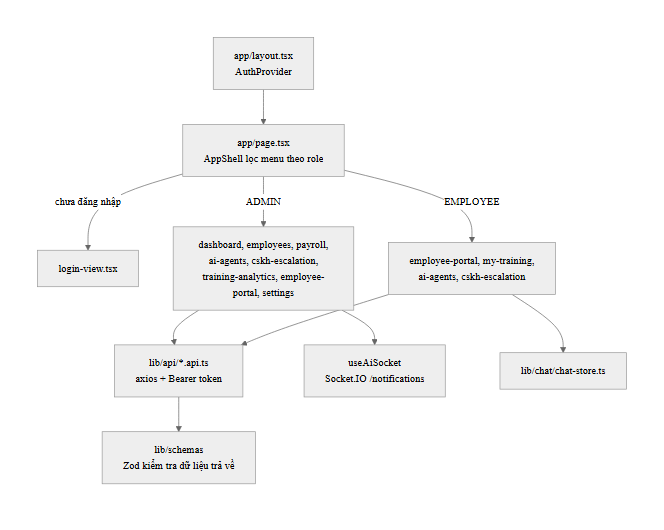 app/layout.tsx
AuthProvider
app/page.tsx
AppShell lọc menu theo role
chưa đăng nhập
ADMIN
EMPLOYEE
login-view.tsx
dashboard, employees, payroll,
ai-agents, cskh-escalation,
training-analytics, employee-
portal, settings
employee-portal, my-training,
ai-agents, cskh-escalation
lib/api/*.api.ts
axios + Bearer token
useAiSocket
Socket.IO /notifications
lib/chat/chat-store.ts
lib/schemas
Zod kiểm tra dữ liệu trả về